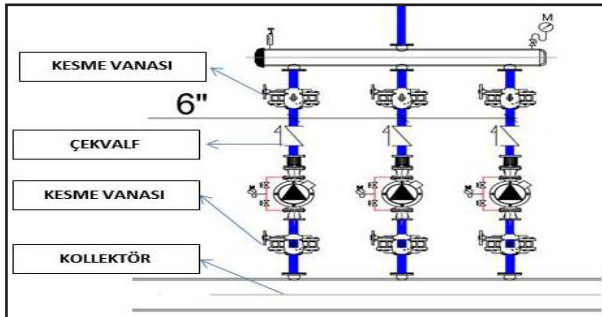 M
KESME VANASI
6"
ÇEKVALF
KESME VANASI
KOLLEKTÖR